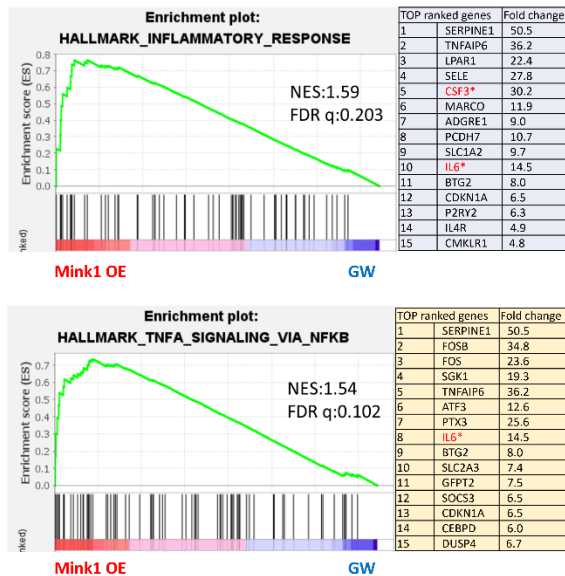 Enrichment plot:
HALLMARK_INFLAMMATORY_RESPONSE
Enrichment score (ES)
0.8
0.7
0.6
0.5
0.4
0.3
0.2
0.1
0.0
NES:1.59
FDR q:0.203
nked)
Mink1 OE GW
TOP ranked genes Fold change
1 SERPINE1 50.5
2 TNFAIP6 36.2
3 LPAR1 22.4
4 SELE 27.8
5 CSF3* 30.2
6 MARCO 11.9
7 ADGRE1 9.0
8 PCDH7 10.7
9 SLC1A2 9.7
10 IL6* 14.5
11 BTG2 8.0
12 CDKN1A 6.5
13 P2RY2 6.3
14 IL4R 4.9
15 CMKLR1 4.8
Enrichment plot:
HALLMARK_TNFA_SIGNALING_VIA_NFKB
Enrichment score (ES)
0.7
0.6
0.5
0.4
0.3
0.2
0.1
0.0
NES:1.54
FDR q:0.102
nked)
Mink1 OE GW
TOP ranked genes Fold change
1 SERPINE1 50.5
2 FOSB 34.8
3 FOS 23.6
4 SGK1 19.3
5 TNFAIP6 36.2
6 ATF3 12.6
7 PTX3 25.6
8 IL6* 14.5
9 BTG2 8.0
10 SLC2A3 7.4
11 GFPT2 7.5
12 SOCS3 6.5
13 CDKN1A 6.5
14 CEBPD 6.0
15 DUSP4 6.7